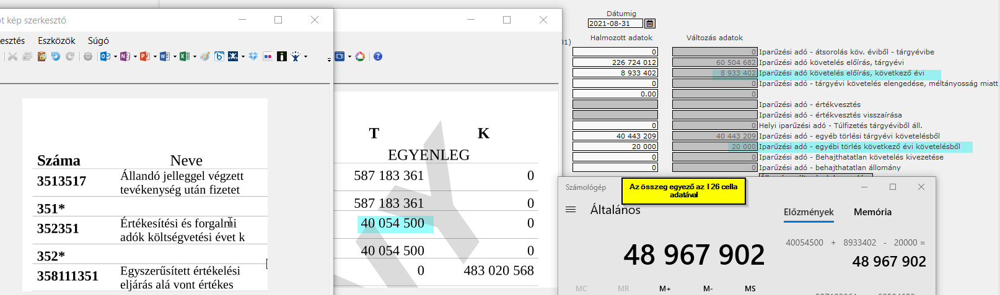 ot kép szerkesztő
esztés Eszközök Súgó
Száma Neve
3513517 Állandó jelleggel végzett
tevékenység után fizetet
351*
352351 Értékesítési és forgalmi
adók költségvetési évet k
352*
358111351 Egyszerűsített értékelési
eljárás alá vont értékes
T K
EGYENLEG
587 183 361 0
587 183 361 0
40 054 500 0
40 054 500 0
0 483 020 568
NY
Dátumig
2021-08-31
01) Halmozott adatok Változás adatok
0 0 Iparűzési adó - átsorolás köv. éviből - tárgyévibe
226 724 012 60 504 682 Iparűzési adó követelés előírás, tárgyévi
8 933 402 8 933 402 Iparűzési adó követelés előírás, következő évi
0 0 Iparűzési adó - tárgyévi követelés elengedése, méltányosság miatt
0.00 0
Iparűzési adó - értékvesztés
Iparűzési adó - értékvesztés visszaírása
0 0 Helyi iparűzési adó - Túlfizetés tárgyéviből áll.
40 443 209 40 443 209 Iparűzési adó - egyéb törlési tárgyévi követelésből
20 000 20 000 Iparűzési adó - egyébi törlés következő évi követelésből
0 0 Iparűzési adó - Behajthatatlan követelés kivezetése
0 0 Iparűzési adó - behajthatatlan állomány
Számológép
Az összeg egyező az I 26 cella
adatával
Általános
Előzmények Memória
40054500 + 8933402 - 20000 =
48 967 902
48 967 902
MC MR M+ M- MS